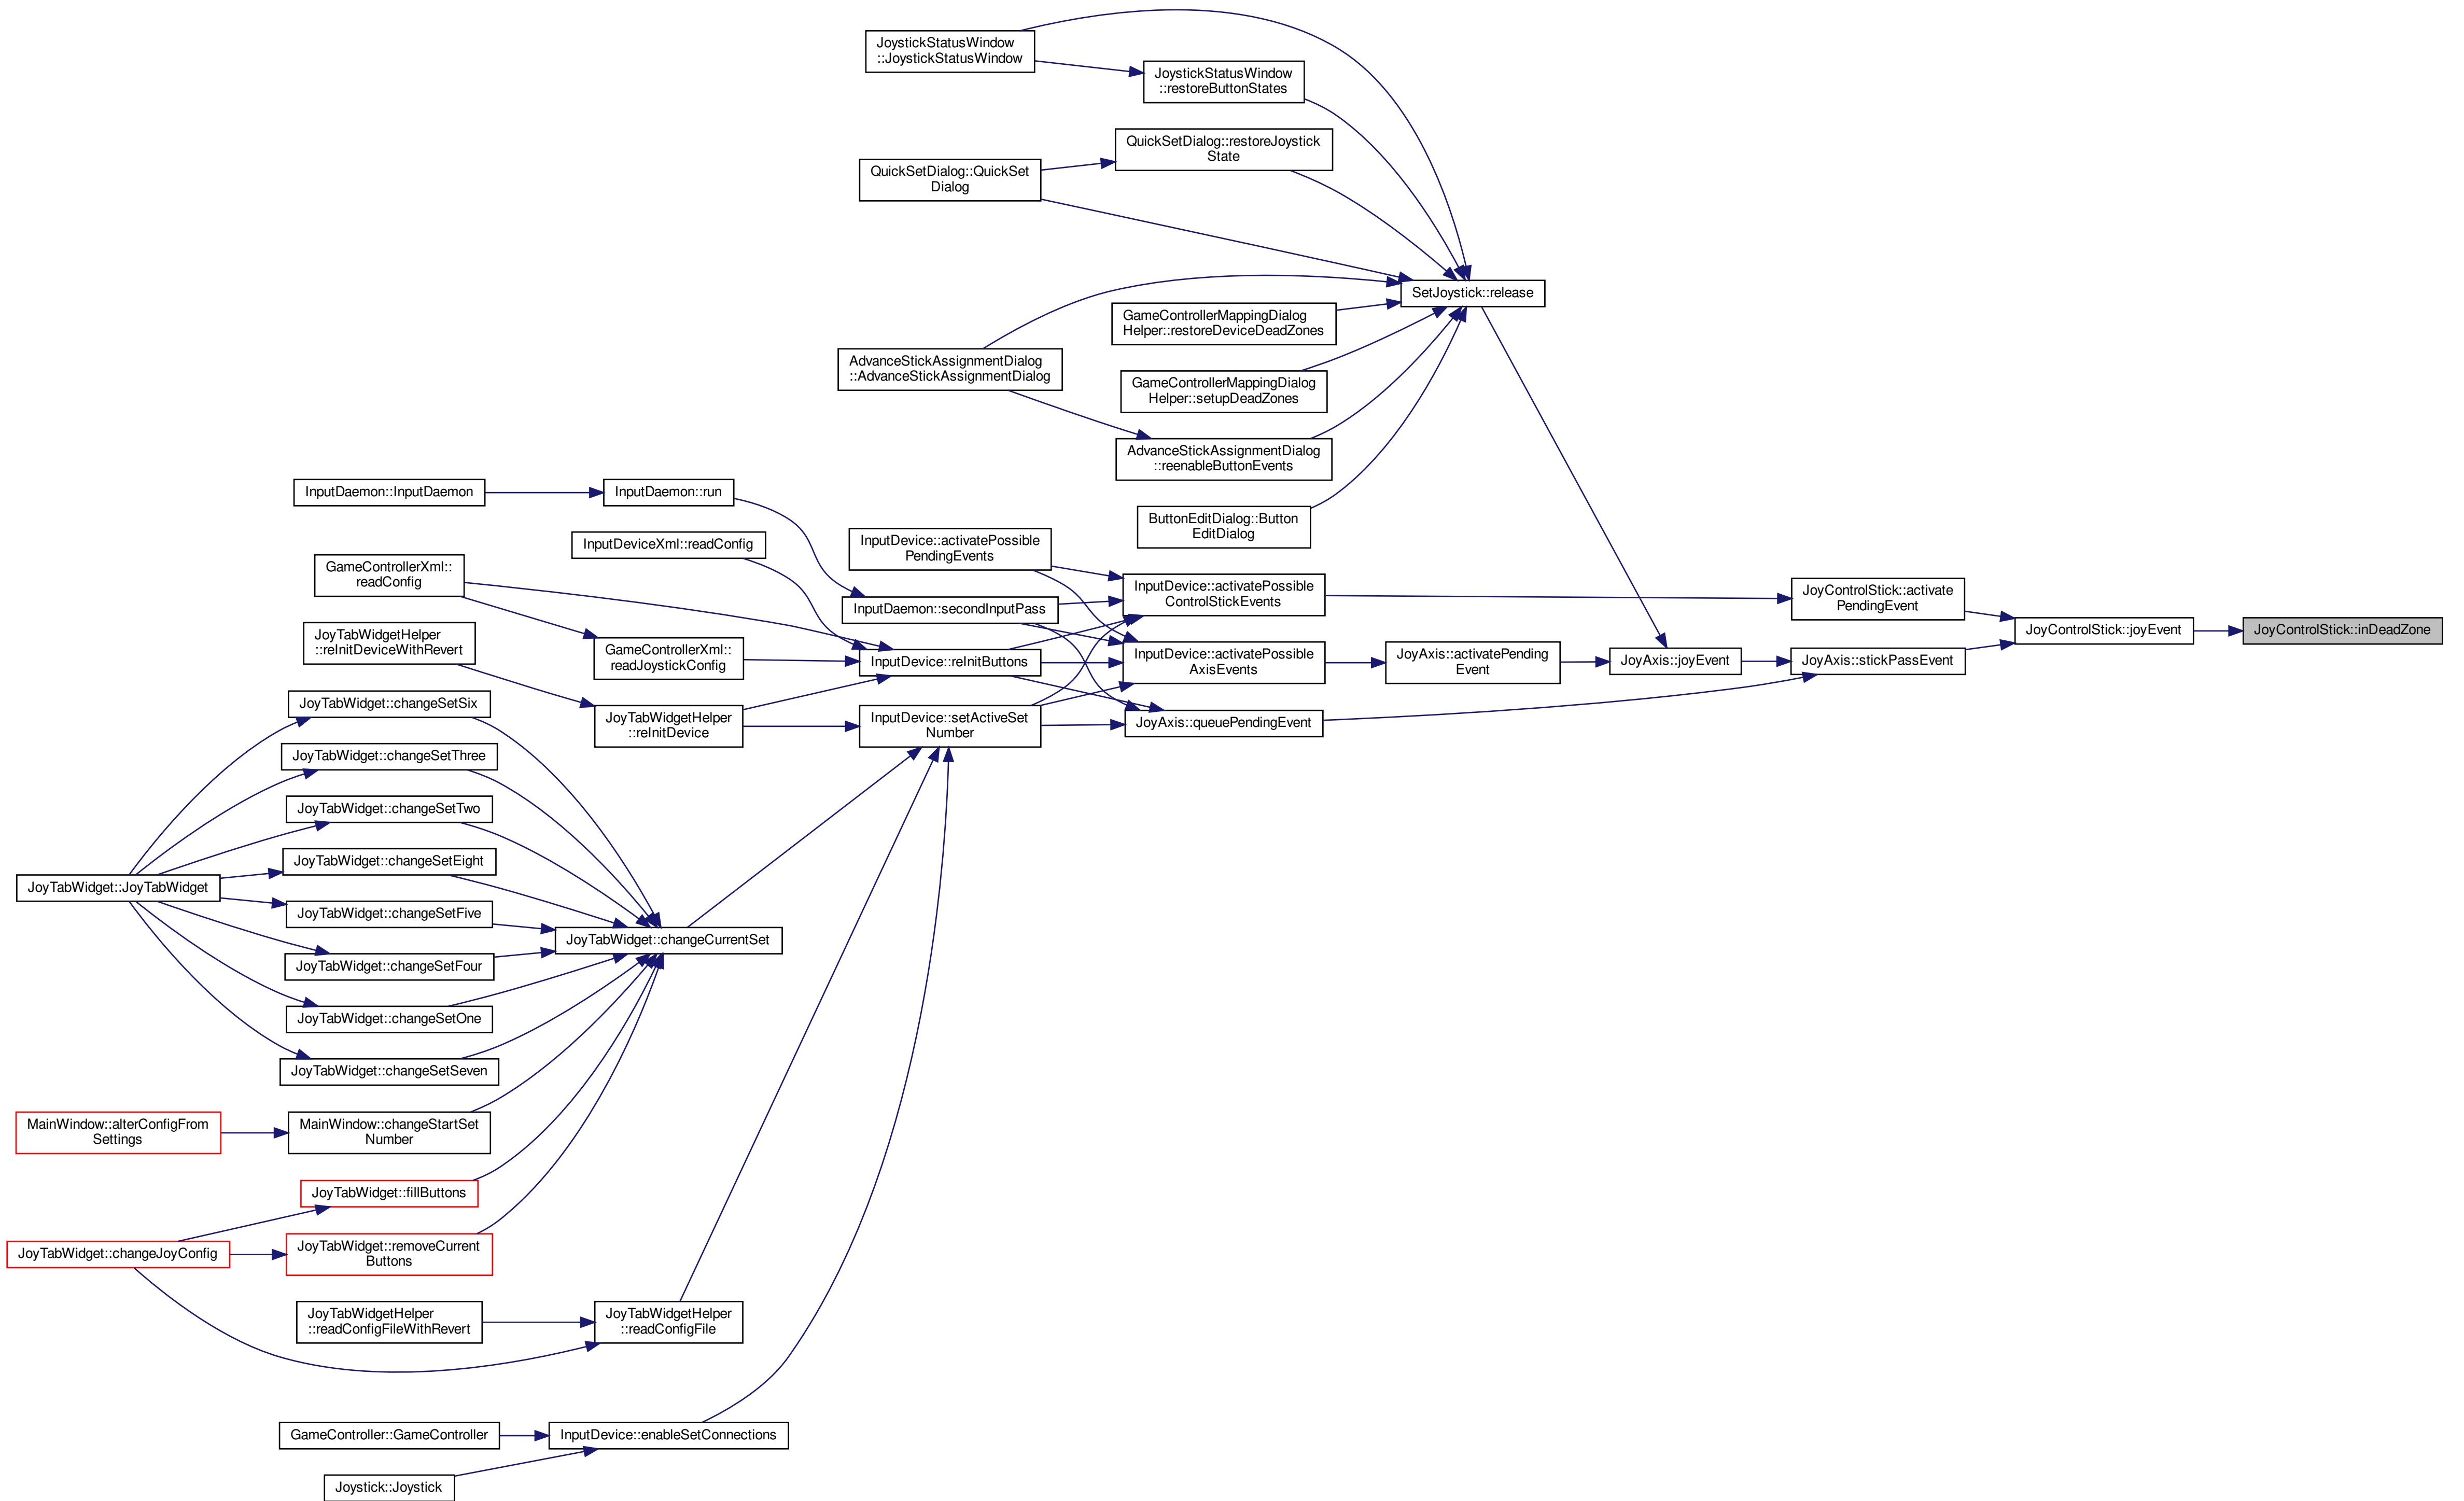 JoystickStatusWindow
::JoystickStatusWindow
JoystickStatusWindow
::restoreButtonStates
QuickSetDialog::restoreJoystick
State
QuickSetDialog::QuickSet
Dialog
SetJoystick::release
GameControllerMappingDialog
Helper::restoreDeviceDeadZones
AdvanceStickAssignmentDialog
::AdvanceStickAssignmentDialog
GameControllerMappingDialog
Helper::setupDeadZones
AdvanceStickAssignmentDialog
::reenableButtonEvents
InputDaemon::InputDaemon
InputDaemon::run
ButtonEditDialog::Button
EditDialog
InputDeviceXml::readConfig
InputDevice::activatePossible
PendingEvents
GameControllerXml::
readConfig
InputDevice::activatePossible
ControlStickEvents
JoyControlStick::activate
PendingEvent
InputDaemon::secondInputPass
JoyControlStick::joyEvent
JoyControlStick::inDeadZone
JoyTabWidgetHelper
::reInitDeviceWithRevert
GameControllerXml::
readJoystickConfig
InputDevice::reInitButtons
InputDevice::activatePossible
AxisEvents
JoyAxis::activatePending
Event
JoyAxis::joyEvent
JoyAxis::stickPassEvent
JoyTabWidget::changeSetSix
JoyTabWidgetHelper
::reInitDevice
InputDevice::setActiveSet
Number
JoyAxis::queuePendingEvent
JoyTabWidget::changeSetThree
JoyTabWidget::changeSetTwo
JoyTabWidget::changeSetEight
JoyTabWidget::JoyTabWidget
JoyTabWidget::changeSetFive
JoyTabWidget::changeCurrentSet
JoyTabWidget::changeSetFour
JoyTabWidget::changeSetOne
JoyTabWidget::changeSetSeven
MainWindow::alterConfigFrom
Settings
MainWindow::changeStartSet
Number
JoyTabWidget::fillButtons
JoyTabWidget::changeJoyConfig
JoyTabWidget::removeCurrent
Buttons
JoyTabWidgetHelper
::readConfigFileWithRevert
JoyTabWidgetHelper
::readConfigFile
GameController::GameController
InputDevice::enableSetConnections
Joystick::Joystick